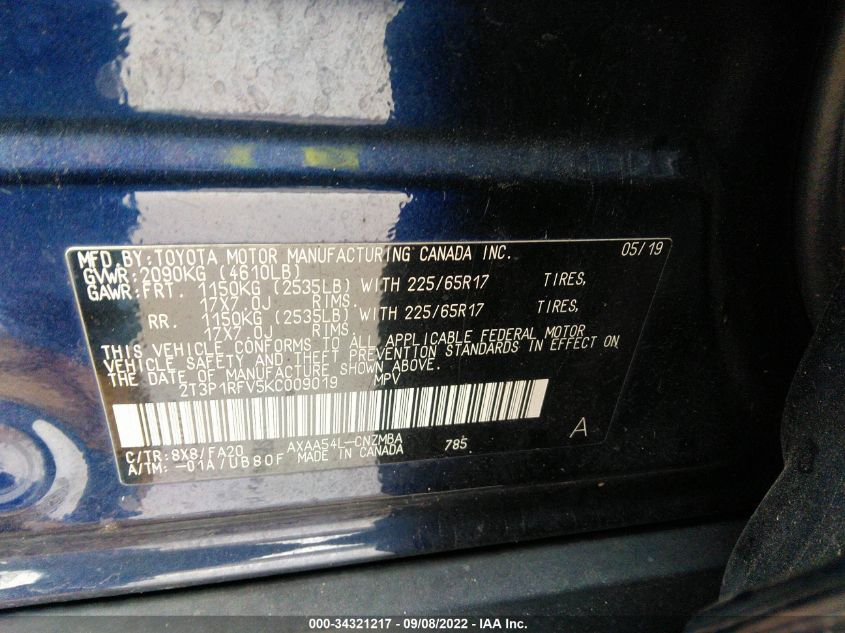 MFD.BY:TOYOTA MOTOR MANUFACTURING CANADA INC. 05/19
GVWR:2090KG (4610LB)
GAWR:FRT. 1150KG (2535LB) WITH 225/65R17 TIRES,
17X7.0J RIMS.
RR. 1150KG (2535LB) WITH 225/65R17 TIRES,
17X7.0J RIMS.
THIS VEHICLE CONFORMS TO ALL APPLICABLE FEDERAL MOTOR
VEHICLE SAFETY AND THEFT PREVENTION STANDARDS IN EFFECT ON
THE DATE OF MANUFACTURE SHOWN ABOVE.
2T3P1RFV5KC009019 MPV
A
C/TR:8X8/FA20 AXAA54L-CNZMBA 785
A/TM:-01A/UB80F MADE IN CANADA
000-34321217 - 09/08/2022 - IAA Inc.